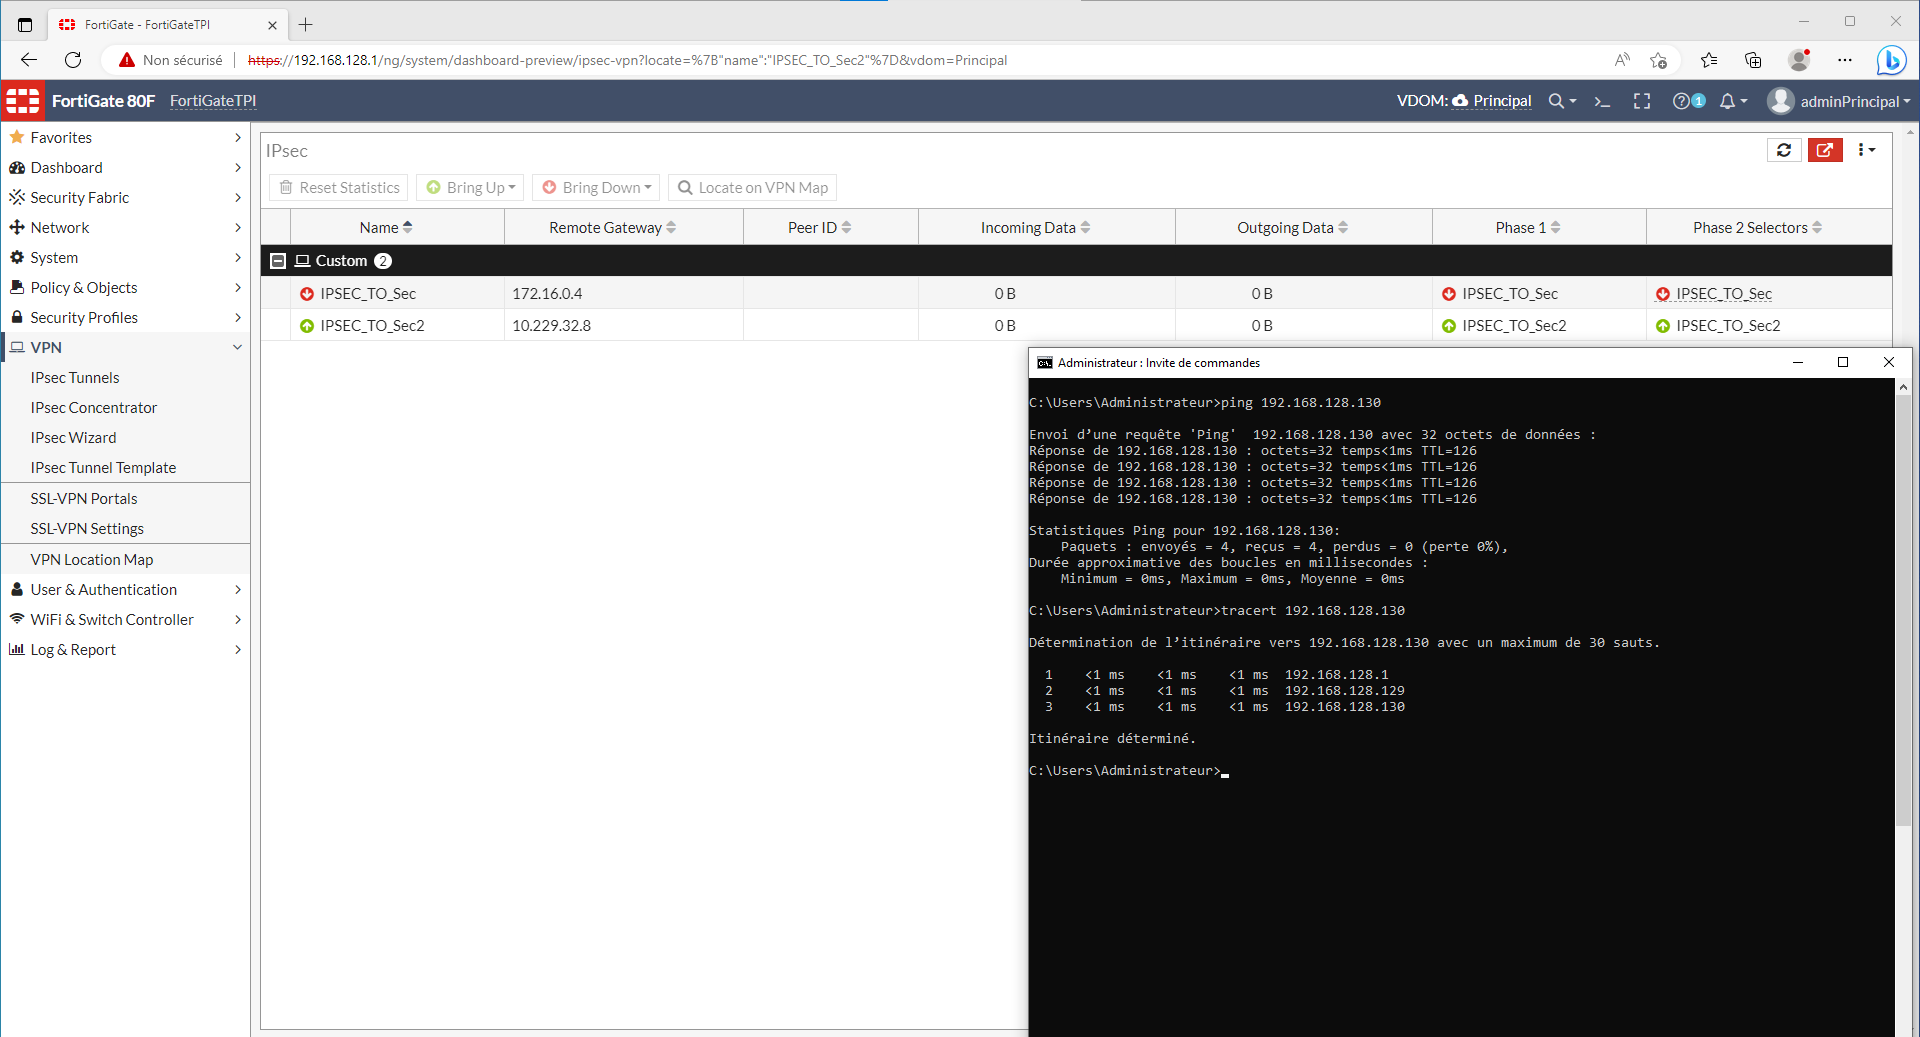 FortiGate - FortiGateTPI
Non sécurisé
https://192.168.128.1/ng/system/dashboard-preview/ipsec-vpn?locate=%7B"name":"IPSEC_TO_Sec2"%7D&vdom=Principal
FortiGate 80F FortiGateTPI
VDOM: Principal
1
adminPrincipal
Favorites
Dashboard
Security Fabric
Network
System
Policy & Objects
Security Profiles
VPN
IPsec Tunnels
IPsec Concentrator
IPsec Wizard
IPsec Tunnel Template
SSL-VPN Portals
SSL-VPN Settings
VPN Location Map
User & Authentication
WiFi & Switch Controller
Log & Report
IPsec
Reset Statistics Bring Up Bring Down Locate on VPN Map
Name Remote Gateway Peer ID Incoming Data Outgoing Data Phase 1 Phase 2 Selectors
Custom 2
IPSEC_TO_Sec 172.16.0.4 0 B 0 B IPSEC_TO_Sec IPSEC_TO_Sec
IPSEC_TO_Sec2 10.229.32.8 0 B 0 B IPSEC_TO_Sec2 IPSEC_TO_Sec2
Administrateur : Invite de commandes
C:\Users\Administrateur>ping 192.168.128.130
Envoi d’une requête 'Ping'  192.168.128.130 avec 32 octets de données :
Réponse de 192.168.128.130 : octets=32 temps<1ms TTL=126
Réponse de 192.168.128.130 : octets=32 temps<1ms TTL=126
Réponse de 192.168.128.130 : octets=32 temps<1ms TTL=126
Réponse de 192.168.128.130 : octets=32 temps<1ms TTL=126
Statistiques Ping pour 192.168.128.130:
Paquets : envoyés = 4, reçus = 4, perdus = 0 (perte 0%),
Durée approximative des boucles en millisecondes :
Minimum = 0ms, Maximum = 0ms, Moyenne = 0ms
C:\Users\Administrateur>tracert 192.168.128.130
Détermination de l’itinéraire vers 192.168.128.130 avec un maximum de 30 sauts.
1 <1 ms <1 ms <1 ms 192.168.128.1
2 <1 ms <1 ms <1 ms 192.168.128.129
3 <1 ms <1 ms <1 ms 192.168.128.130
Itinéraire déterminé.
C:\Users\Administrateur>